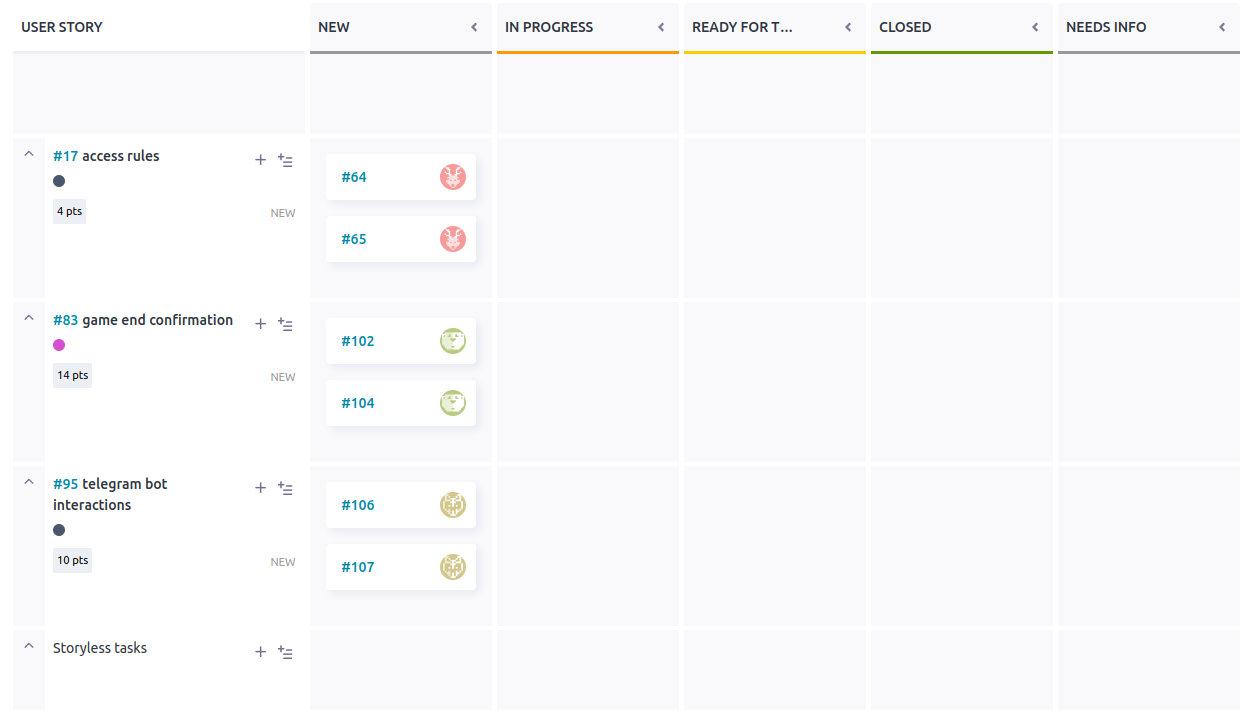 USER STORY
NEW
IN PROGRESS
READY FOR T...
CLOSED
NEEDS INFO
#17 access rules
4 pts
NEW
#64
#65
#83 game end confirmation
14 pts
NEW
#102
#104
#95 telegram bot
interactions
10 pts
NEW
#106
#107
Storyless tasks